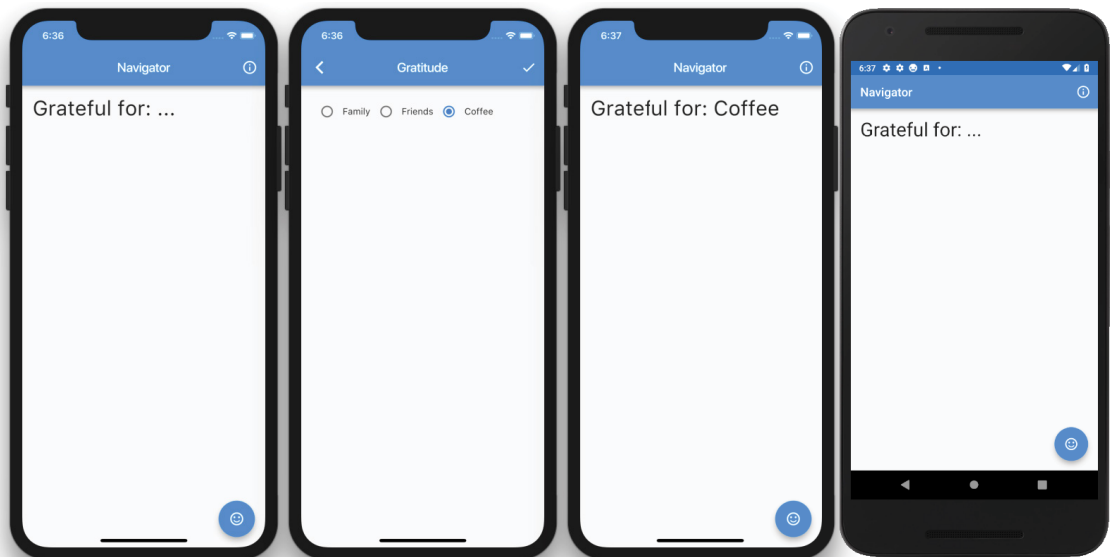 6:36
Navigator
Grateful for: ...
6:36
Gratitude
Family Friends Coffee
6:37
Navigator
Grateful for: Coffee
6:37
Navigator
Grateful for: ...